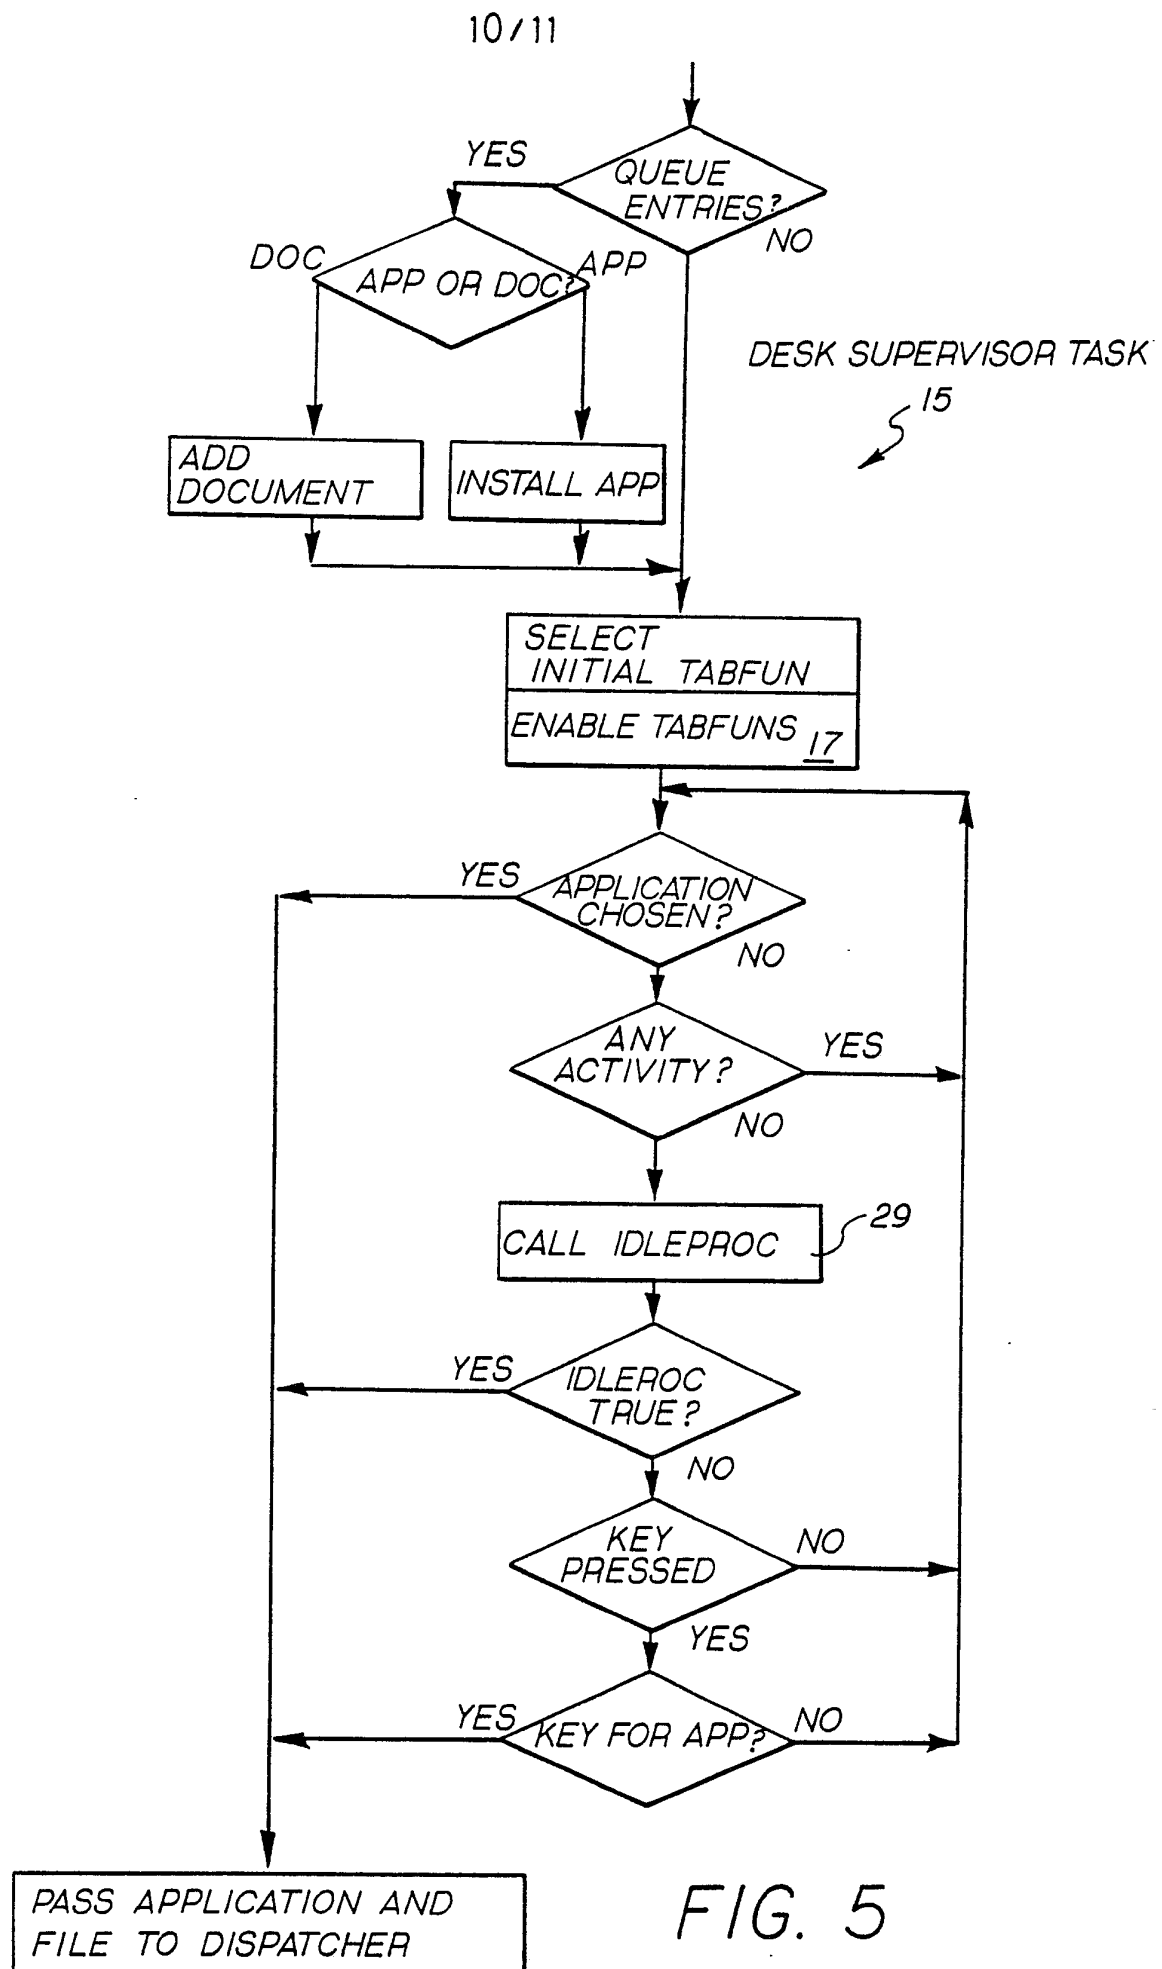 10/11
YES
QUEUE
ENTRIES?
NO
DOC
APP OR DOC?
APP
DESK SUPERVISOR TASK
15
ADD
DOCUMENT
INSTALL APP
SELECT
INITIAL TABFUN
ENABLE TABFUNS
17
YES
APPLICATION
CHOSEN?
NO
ANY
ACTIVITY?
YES
NO
CALL IDLEPROC
29
YES
IDLEROC
TRUE?
NO
KEY
PRESSED
NO
YES
YES
KEY FOR APP?
NO
PASS APPLICATION AND
FILE TO DISPATCHER
FIG. 5